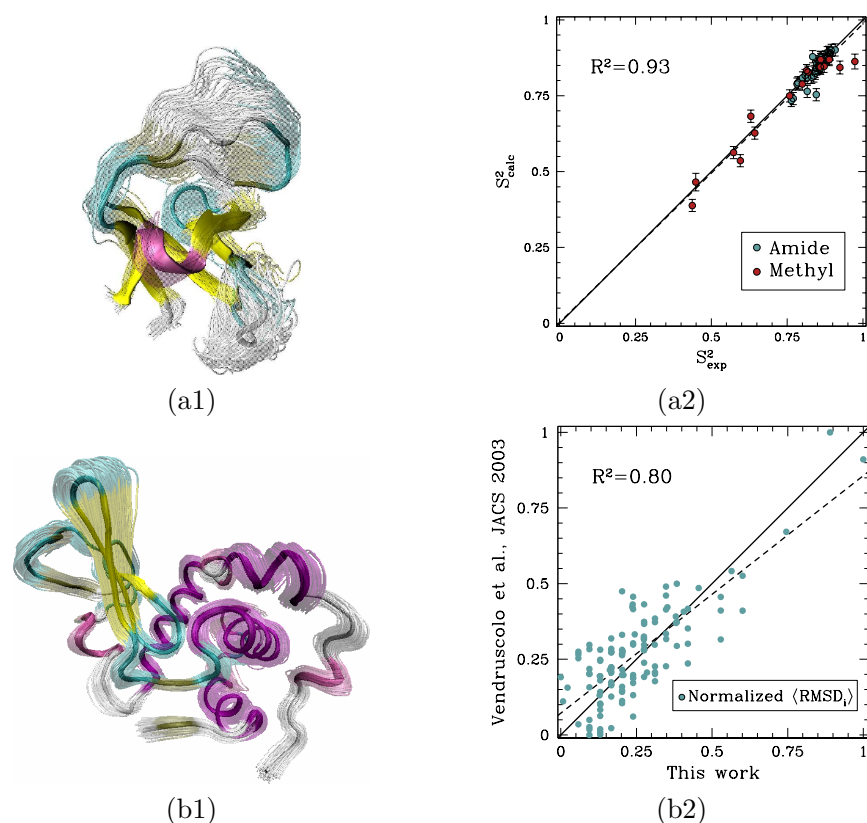 R²=0.93
S²calc
1
0.75
0.5
0.25
0
Amide
Methyl
0 0.25 0.5 0.75 1
S²exp
(a1) (a2)
R²=0.80
Vendruscolo et al., JACS 2003
1
0.75
0.5
0.25
0
Normalized ⟨RMSDi⟩
0 0.25 0.5 0.75 1
This work
(b1) (b2)